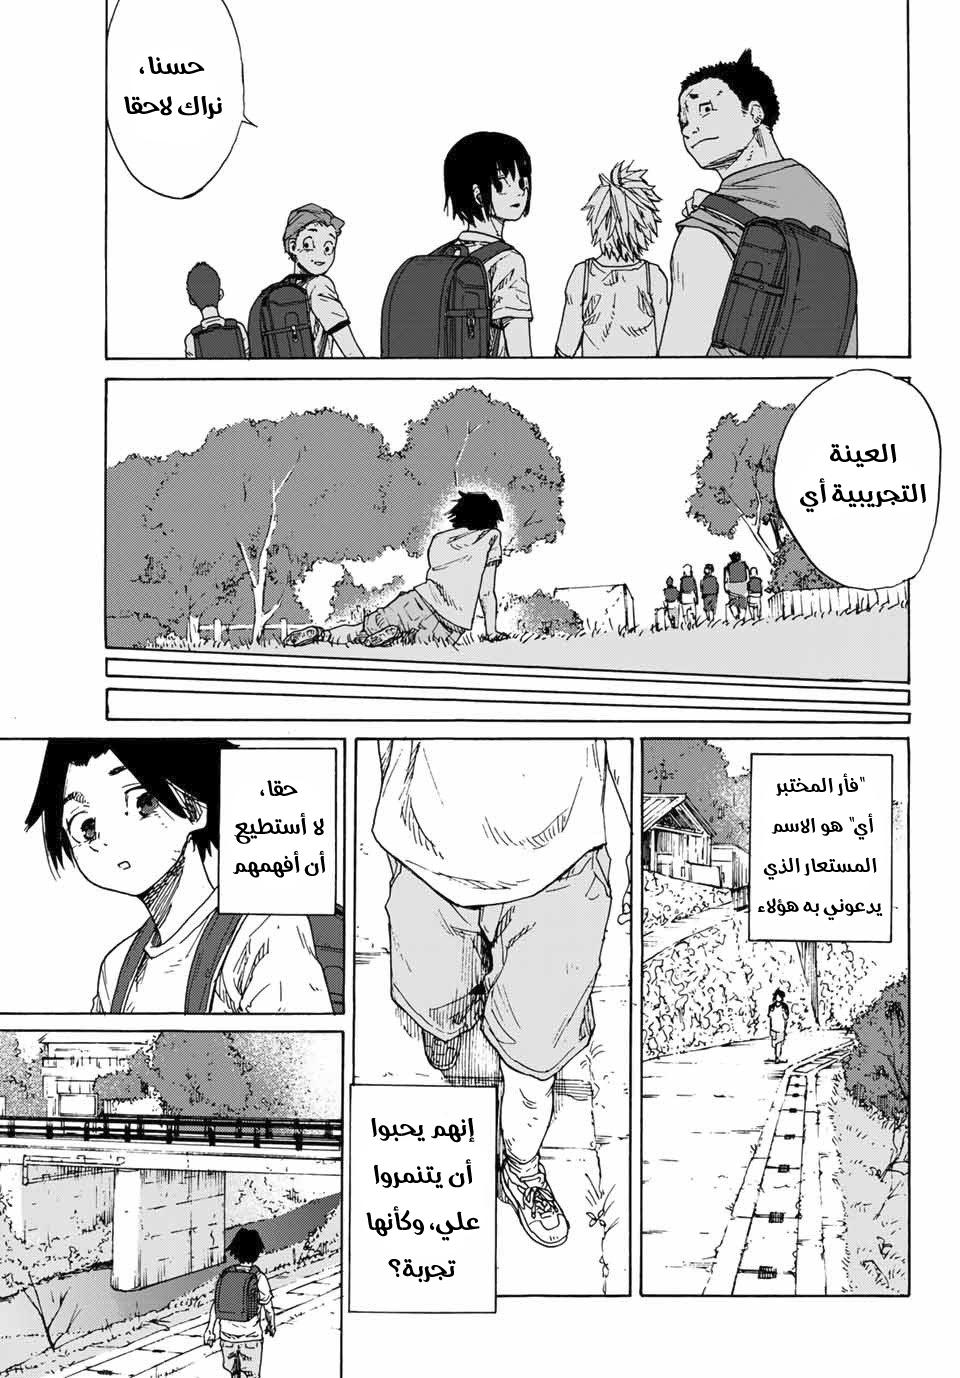 حسنا،
نراك لاحقا
العينة
التجريبية أي
"فأر المختبر
أي" هو الاسم
المستعار الذي
يدعوني به هؤلاء
إنهم يحبوا
أن يتنمروا
علي، وكأنها
تجربة؟
حقا،
لا أستطيع
أن أفهمهم